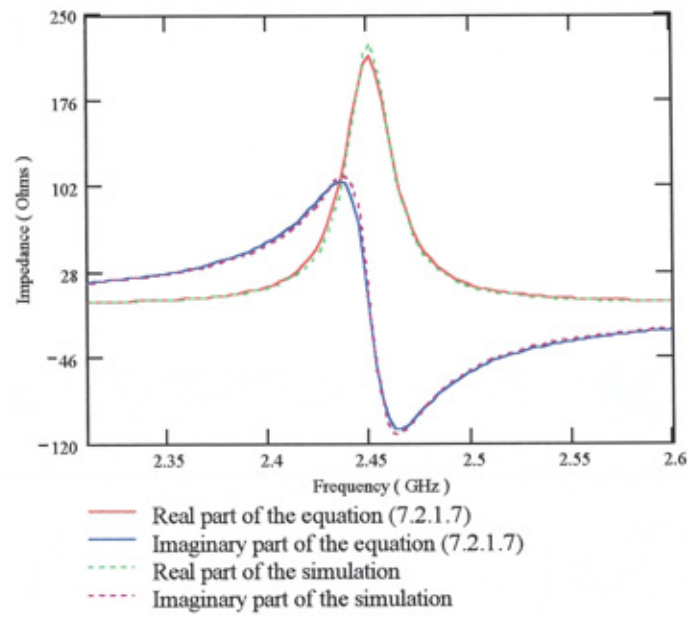 250
176
102
28
−46
−120
Impedance ( Ohms )
2.35 2.4 2.45 2.5 2.55 2.6
Frequency ( GHz )
Real part of the equation (7.2.1.7)
Imaginary part of the equation (7.2.1.7)
Real part of the simulation
Imaginary part of the simulation